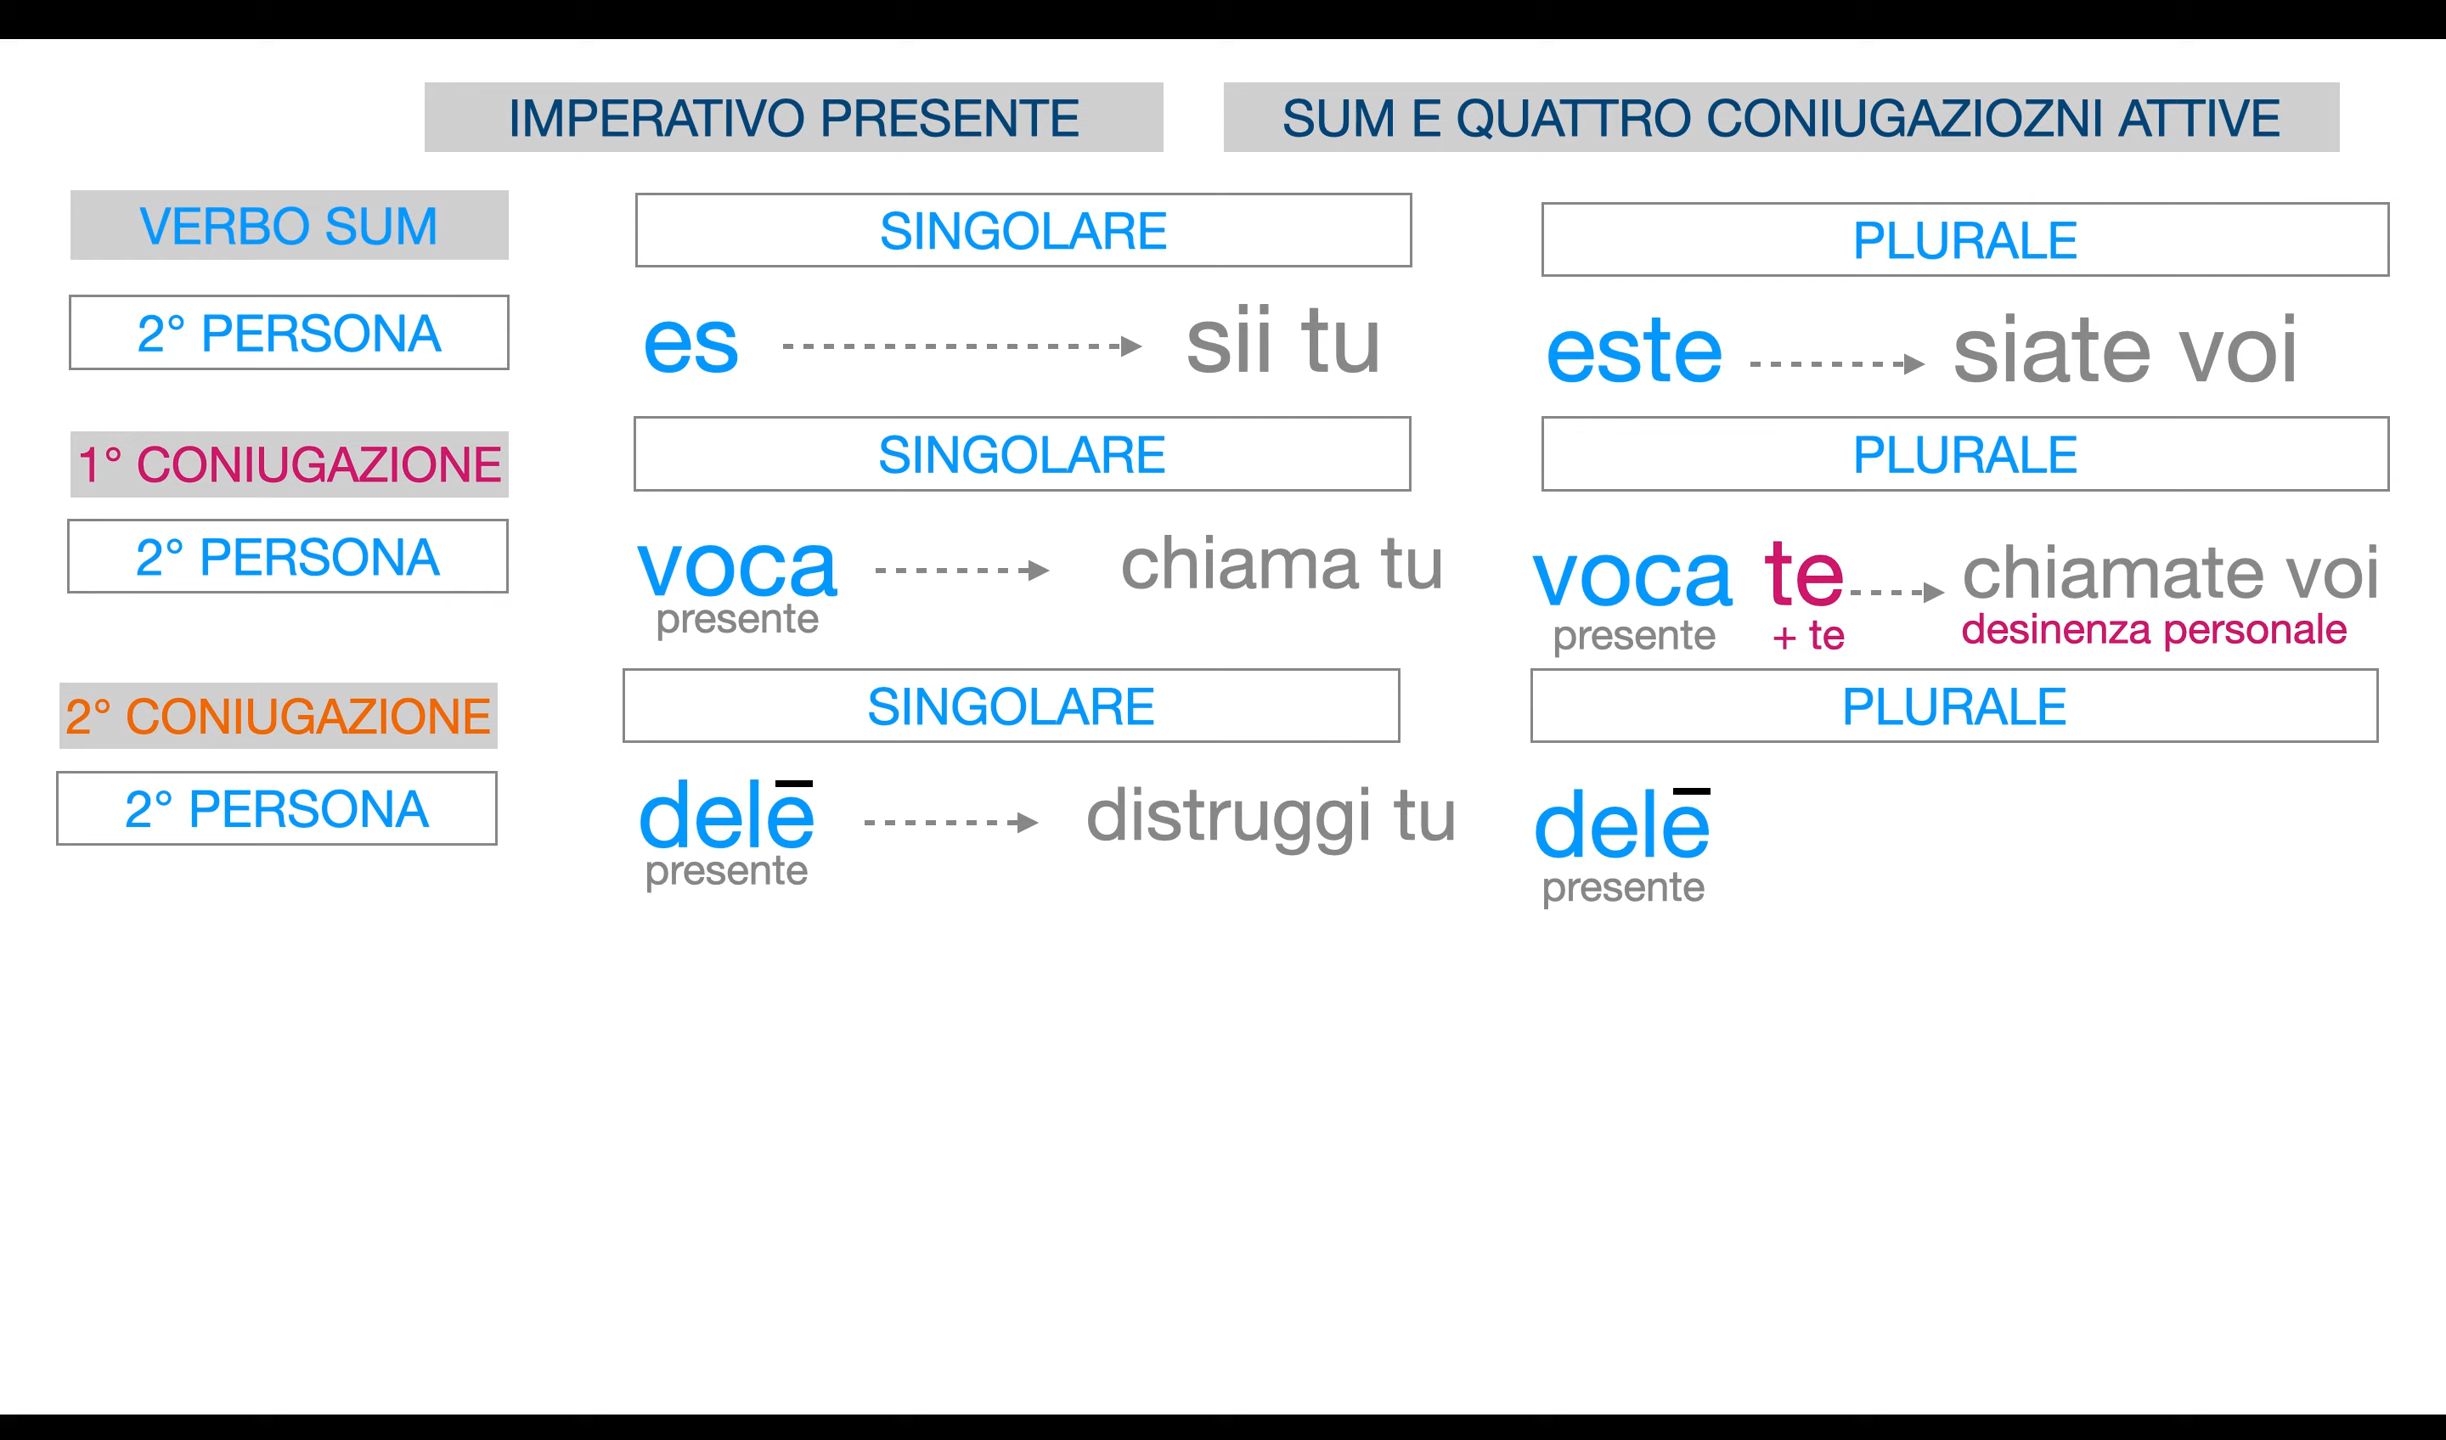 IMPERATIVO PRESENTE
SUM E QUATTRO CONIUGAZIOZNI ATTIVE
VERBO SUM
SINGOLARE
PLURALE
2° PERSONA
es
sii tu
este
siate voi
1° CONIUGAZIONE
SINGOLARE
PLURALE
2° PERSONA
voca
chiama tu
voca te
chiamate voi
presente
presente
+ te
desinenza personale
2° CONIUGAZIONE
SINGOLARE
PLURALE
2° PERSONA
delē
distruggi tu
delē
presente
presente